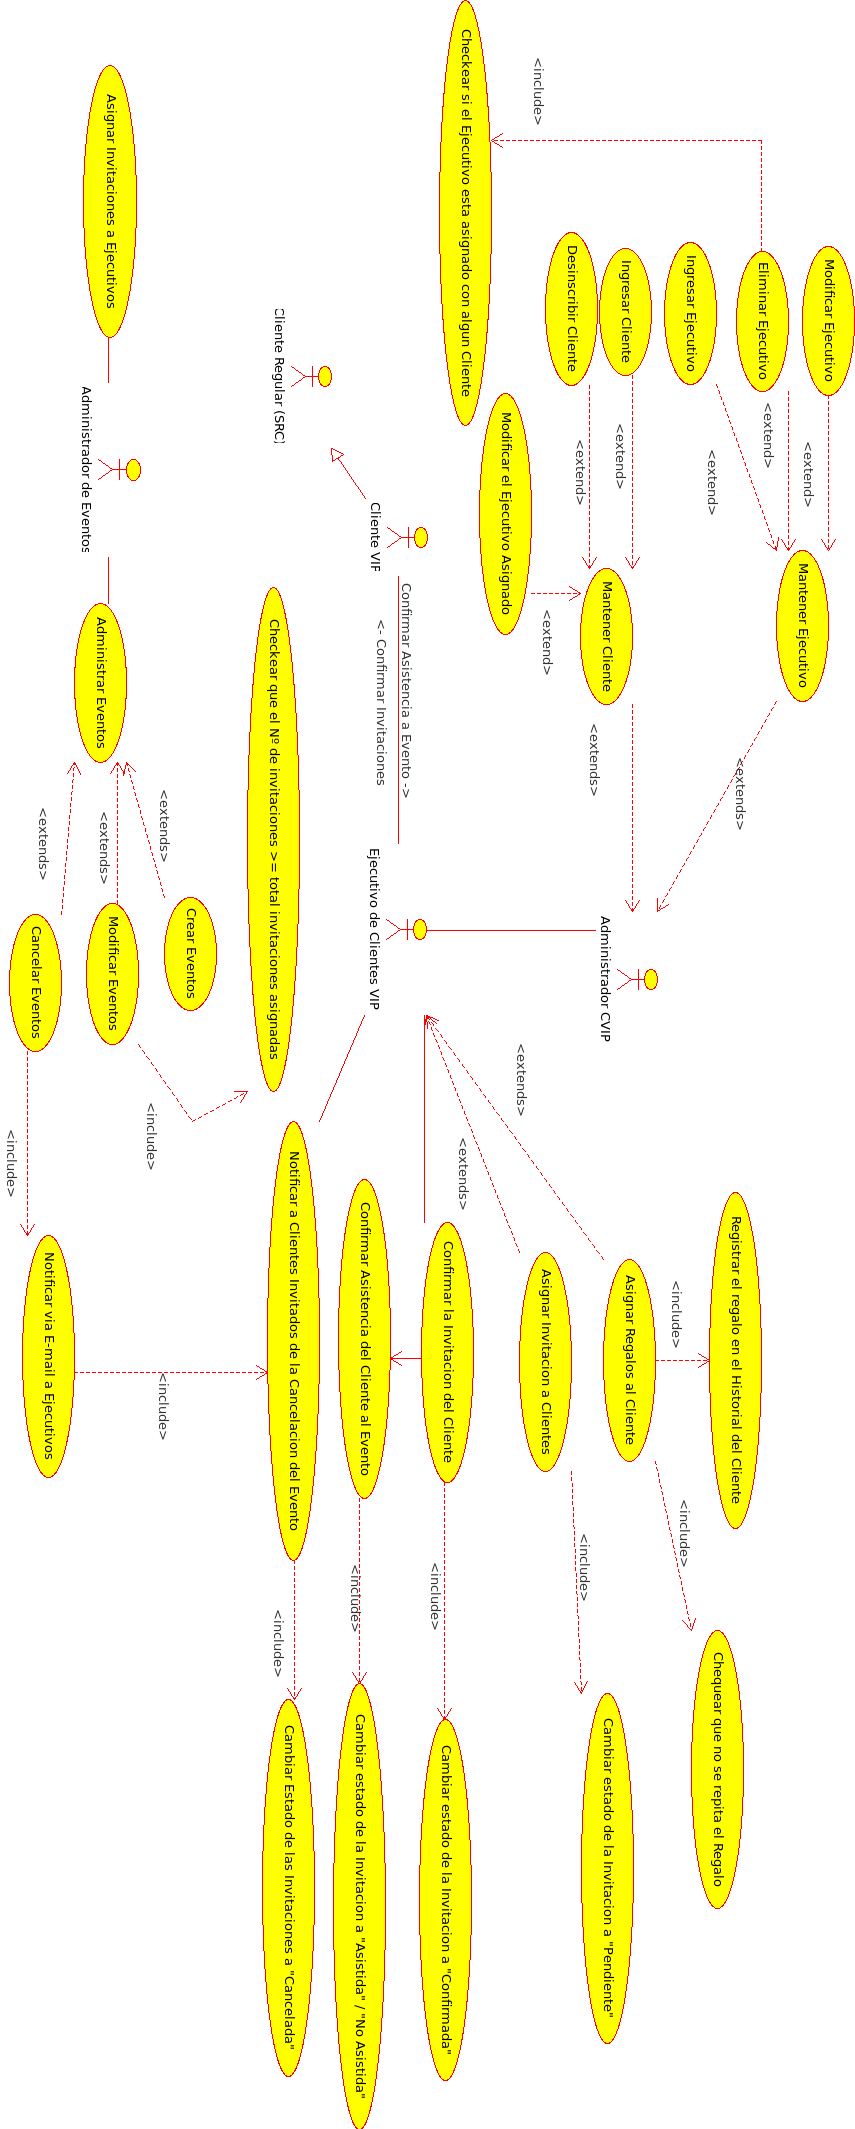 Modificar Ejecutivo
Eliminar Ejecutivo
Ingresar Ejecutivo
Ingresar Cliente
Desinscribir Cliente
Checkear si el Ejecutivo esta asignado con algun Cliente
<include>
<extend>
<extend>
<extend>
<extend>
<extend>
Modificar el Ejecutivo Asignado
<extend>
Mantener Ejecutivo
Mantener Cliente
<extends>
<extends>
Administrador CVIP
Cliente Regular (SRC)
Cliente VIP
Confirmar Asistencia a Evento ->
<- Confirmar Invitaciones
Ejecutivo de Clientes VIP
Asignar Invitaciones a Ejecutivos
Administrador de Eventos
Administrar Eventos
<extends>
<extends>
<extends>
Crear Eventos
Modificar Eventos
Cancelar Eventos
Checkear que el Nº de invitaciones >= total invitaciones asignadas
<include>
<include>
<extends>
<extends>
Registrar el regalo en el Historial del Cliente
<include>
Asignar Regalos al Cliente
Asignar Invitacion a Clientes
Confirmar la Invitacion del Cliente
Confirmar Asistencia del Cliente al Evento
Notificar a Clientes Invitados de la Cancelacion del Evento
Notificar via E-mail a Ejecutivos
<include>
<include>
<include>
<include>
<include>
<include>
Chequear que no se repita el Regalo
Cambiar estado de la Invitacion a "Pendiente"
Cambiar estado de la Invitacion a "Confirmada"
Cambiar estado de la Invitacion a "Asistida" / "No Asistida"
Cambiar Estado de las Invitaciones a "Cancelada"